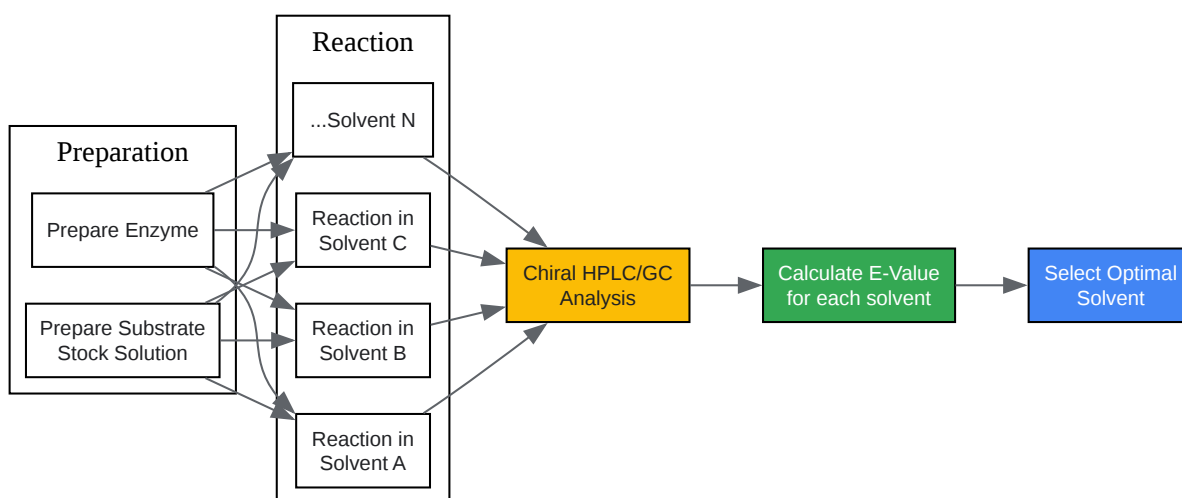 Preparation
Prepare Enzyme
Prepare Substrate
Stock Solution
Reaction
...Solvent N
Reaction in
Solvent C
Reaction in
Solvent B
Reaction in
Solvent A
Chiral HPLC/GC
Analysis
Calculate E-Value
for each solvent
Select Optimal
Solvent